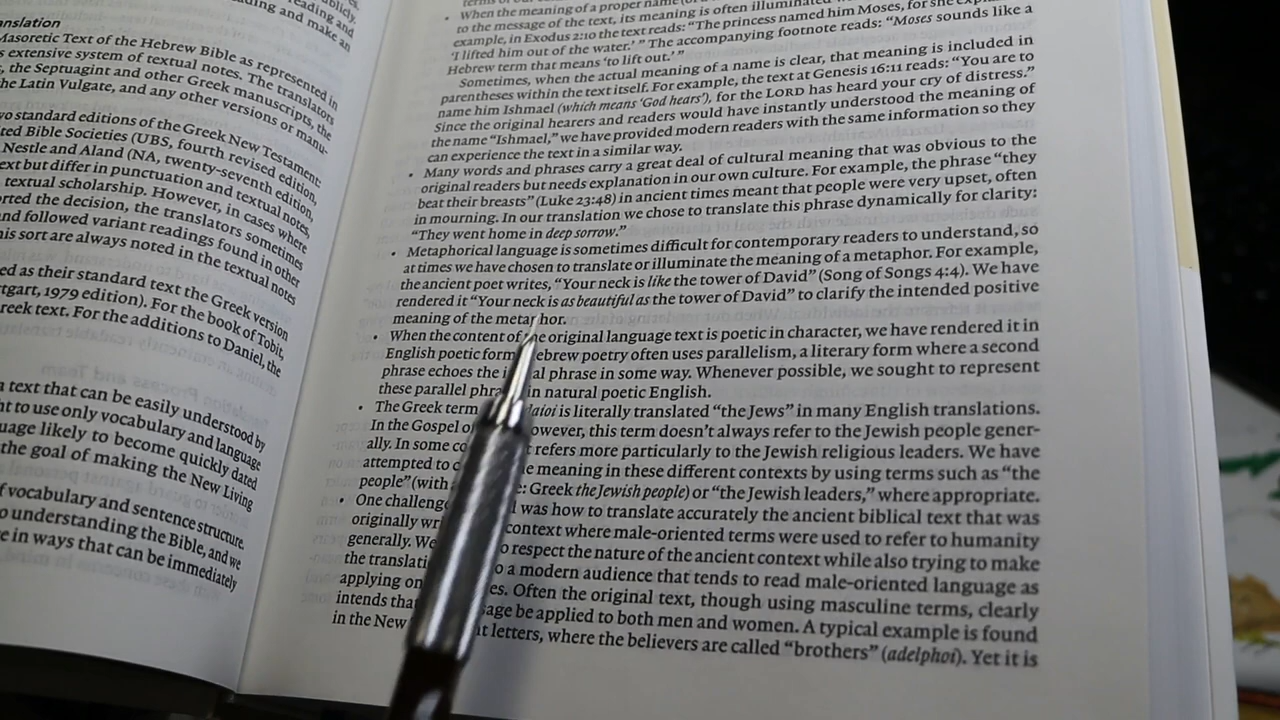 anslation
Masoretic Text of the Hebrew Bible as represented in
s extensive system of textual notes. The translators
, the Septuagint and other Greek manuscripts, the
he Latin Vulgate, and any other versions or manu-
wo standard editions of the Greek New Testament:
ted Bible Societies (UBS, fourth revised edition,
Nestle and Aland (NA, twenty-seventh edition,
ext but differ in punctuation and textual notes,
textual scholarship. However, in cases where
rted the decision, the translators sometimes
and followed variant readings found in other
his sort are always noted in the textual notes
ed as their standard text the Greek version
tgart, 1979 edition). For the book of Tobit,
reek text. For the additions to Daniel, the
a text that can be easily understood by
ht to use only vocabulary and language
uage likely to become quickly dated
the goal of making the New Living
f vocabulary and sentence structure.
o understanding the Bible, and we
e in ways that can be immediately
• When the meaning of a proper name
to the message of the text, its meaning is often illuminated
example, in Exodus 2:10 the text reads: “The princess named him Moses, for she
‘I lifted him out of the water.’ ” The accompanying footnote reads: “Moses sounds like a
Hebrew term that means ‘to lift out.’ ”
Sometimes, when the actual meaning of a name is clear, that meaning is included in
parentheses within the text itself. For example, the text at Genesis 16:11 reads: “You are to
name him Ishmael (which means ‘God hears’), for the LORD has heard your cry of distress.”
Since the original hearers and readers would have instantly understood the meaning of
the name “Ishmael,” we have provided modern readers with the same information so they
can experience the text in a similar way.
• Many words and phrases carry a great deal of cultural meaning that was obvious to the
original readers but needs explanation in our own culture. For example, the phrase “they
beat their breasts” (Luke 23:48) in ancient times meant that people were very upset, often
in mourning. In our translation we chose to translate this phrase dynamically for clarity:
“They went home in deep sorrow.”
• Metaphorical language is sometimes difficult for contemporary readers to understand, so
at times we have chosen to translate or illuminate the meaning of a metaphor. For example,
the ancient poet writes, “Your neck is like the tower of David” (Song of Songs 4:4). We have
rendered it “Your neck is as beautiful as the tower of David” to clarify the intended positive
meaning of the metaphor.
• When the content of the original language text is poetic in character, we have rendered it in
English poetic form. ebrew poetry often uses parallelism, a literary form where a second
phrase echoes the i al phrase in some way. Whenever possible, we sought to represent
these parallel phra in natural poetic English.
• The Greek term daioi is literally translated “the Jews” in many English translations.
In the Gospel o owever, this term doesn’t always refer to the Jewish people gener-
ally. In some co t refers more particularly to the Jewish religious leaders. We have
attempted to c e meaning in these different contexts by using terms such as “the
people” (with e: Greek the Jewish people) or “the Jewish leaders,” where appropriate.
• One challeng was how to translate accurately the ancient biblical text that was
originally wr context where male-oriented terms were used to refer to humanity
generally. We o respect the nature of the ancient context while also trying to make
the translati o a modern audience that tends to read male-oriented language as
applying on es. Often the original text, though using masculine terms, clearly
intends tha sage be applied to both men and women. A typical example is found
in the New t letters, where the believers are called “brothers” (adelphoi). Yet it is